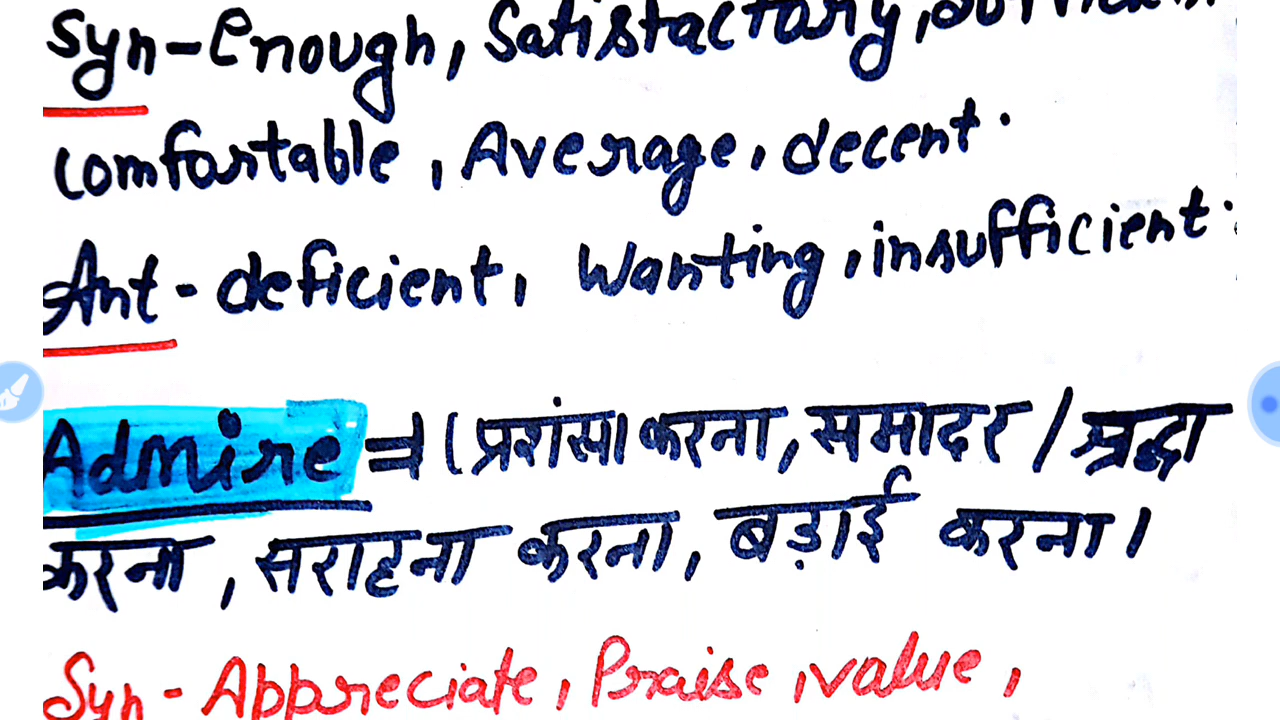 Syn-Enough, Satisfactory,
Comfortable, Average, decent.
Ant- deficient, Wanting, insufficient.
Admire => (प्रशंसा करना, समादर / श्रद्धा
करना, सराहना करना, बड़ाई करना।
Syn- Appreciate, Praise, value,